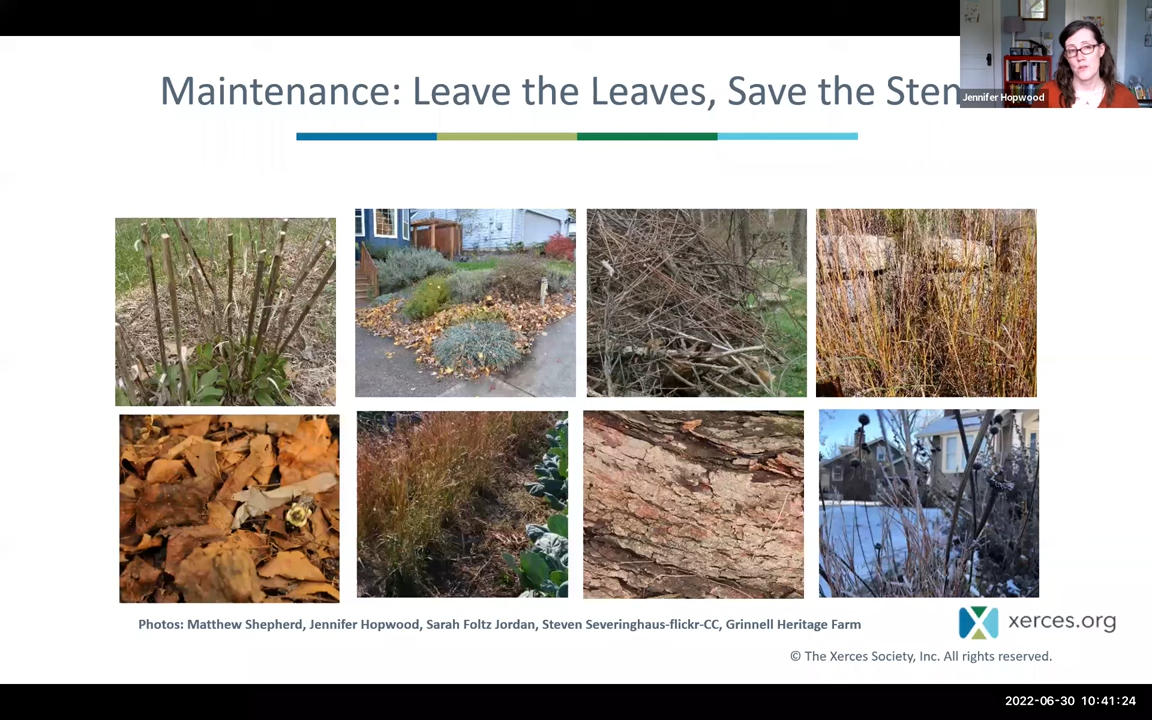 Maintenance: Leave the Leaves, Save the Sten
Jennifer Hopwood
Photos: Matthew Shepherd, Jennifer Hopwood, Sarah Foltz Jordan, Steven Severinghaus-flickr-CC, Grinnell Heritage Farm
xerces.org
© The Xerces Society, Inc. All rights reserved.
2022-06-30 10:41:24